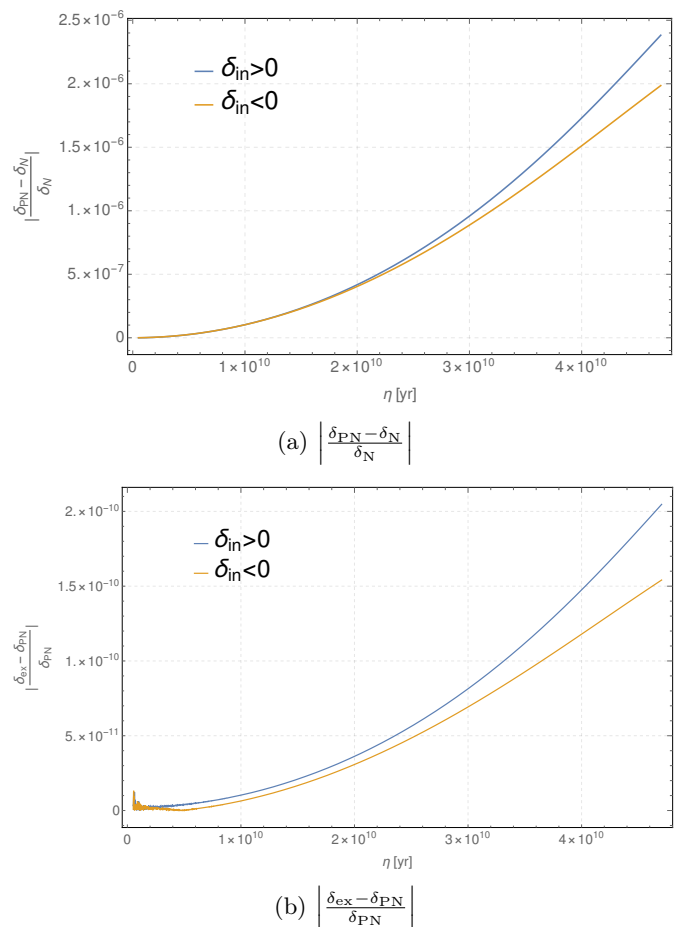 2.5×10⁻⁶
2.×10⁻⁶
1.5×10⁻⁶
1.×10⁻⁶
5.×10⁻⁷
0
|δPN − δN / δN|
δin>0
δin<0
0 1×10¹⁰ 2×10¹⁰ 3×10¹⁰ 4×10¹⁰
η [yr]
(a) |δPN−δN / δN|
2.×10⁻¹⁰
1.5×10⁻¹⁰
1.×10⁻¹⁰
5.×10⁻¹¹
0
|δex − δPN / δPN|
δin>0
δin<0
0 1×10¹⁰ 2×10¹⁰ 3×10¹⁰ 4×10¹⁰
η [yr]
(b) |δex−δPN / δPN|